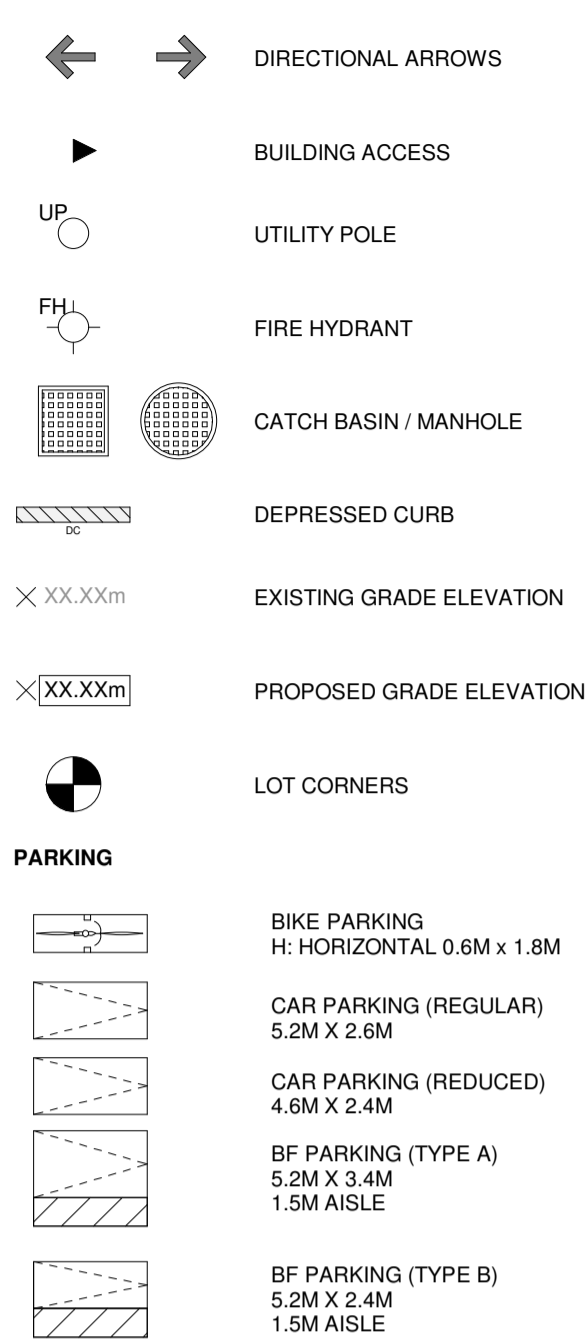 DIRECTIONAL ARROWS
BUILDING ACCESS
UP
UTILITY POLE
FH
FIRE HYDRANT
CATCH BASIN / MANHOLE
DEPRESSED CURB
DC
XX.XXm EXISTING GRADE ELEVATION
XX.XXm PROPOSED GRADE ELEVATION
LOT CORNERS
PARKING
BIKE PARKING
H: HORIZONTAL 0.6M x 1.8M
CAR PARKING (REGULAR)
5.2M X 2.6M
CAR PARKING (REDUCED)
4.6M X 2.4M
BF PARKING (TYPE A)
5.2M X 3.4M
1.5M AISLE
BF PARKING (TYPE B)
5.2M X 2.4M
1.5M AISLE